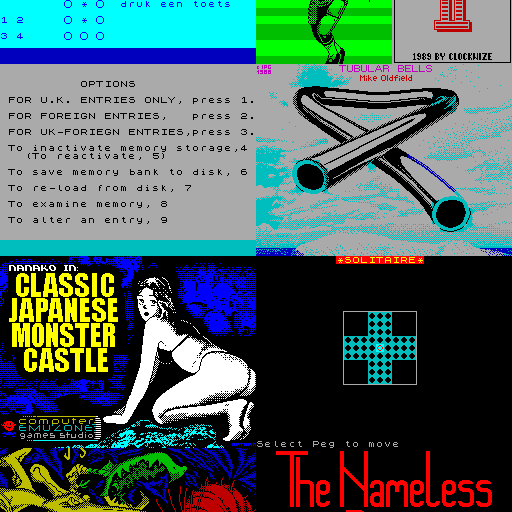 druk een toets
1 2
3 4
1989 BY CLOCKWIZE
OPTIONS
FOR U.K. ENTRIES ONLY, press 1.
FOR FOREIGN ENTRIES, press 2.
FOR UK-FORIEGN ENTRIES,press 3.
To inactivate memory storage,4
(To reactivate, 5)
To save memory bank to disk, 6
To re-load from disk, 7
To examine memory, 8
To alter an entry, 9
TUBULAR BELLS
Mike Oldfield
1988
NANAKO IN:
CLASSIC
JAPANESE
MONSTER
CASTLE
computer
EMUZONE
games studio
*SOLITAIRE*
Select Peg to move
The Nameless